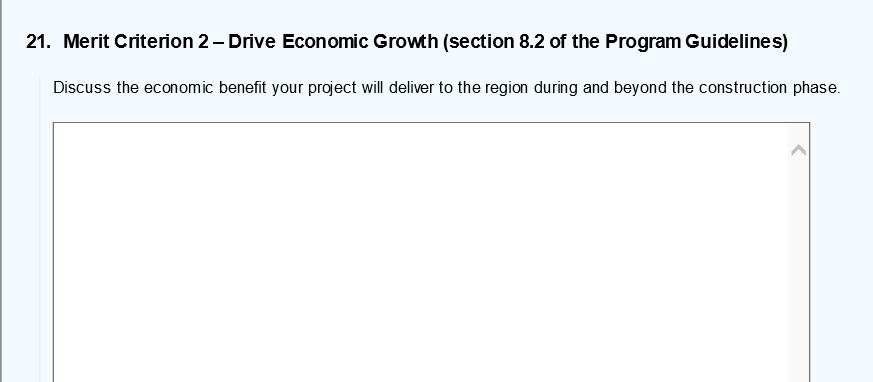 21. Merit Criterion 2 – Drive Economic Growth (section 8.2 of the Program Guidelines)
Discuss the economic benefit your project will deliver to the region during and beyond the construction phase.